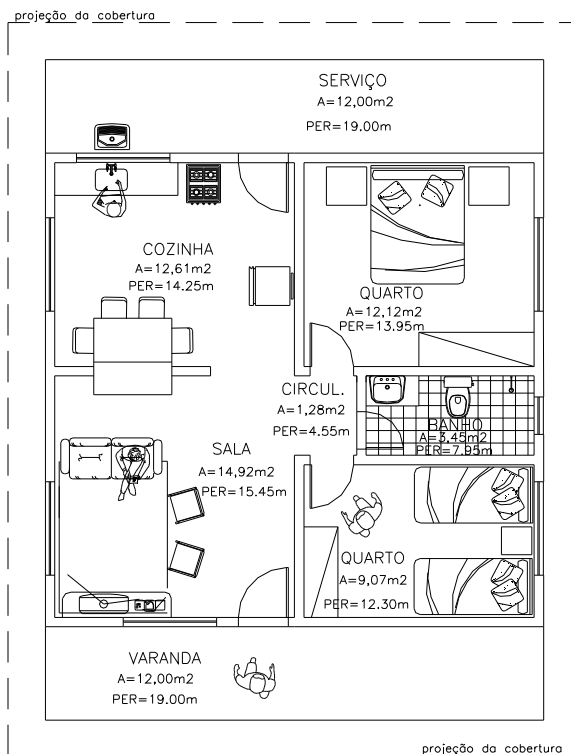 projeção da cobertura
SERVIÇO
A=12,00m2
PER=19.00m
COZINHA
A=12,61m2
PER=14.25m
QUARTO
A=12,12m2
PER=13.95m
CIRCUL.
A=1,28m2
PER=4.55m
BANHO
A=3,45m2
PER=7.95m
SALA
A=14,92m2
PER=15.45m
QUARTO
A=9,07m2
PER=12.30m
VARANDA
A=12,00m2
PER=19.00m
projeção da cobertura